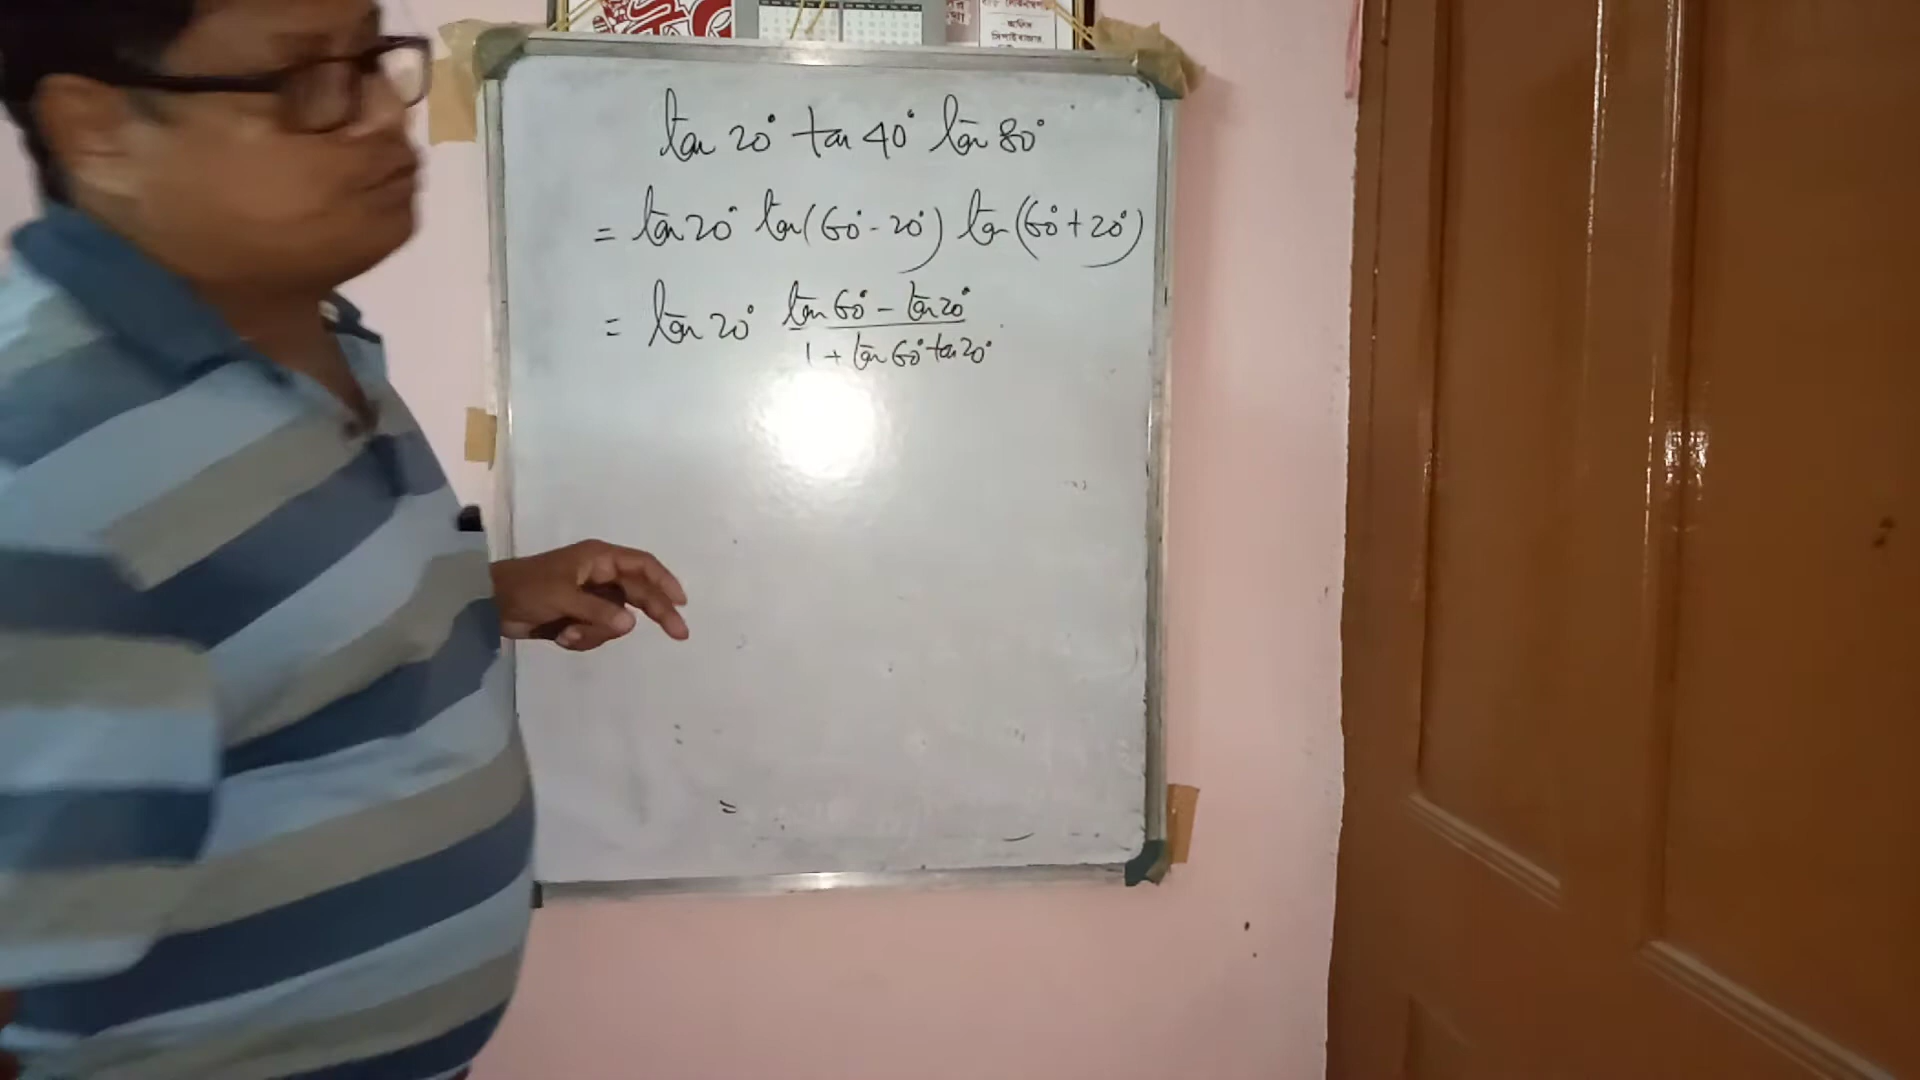 tan 20° tan 40° tan 80°
= tan 20° tan (60° - 20°) tan (60° + 20°)
= tan 20° \frac{tan 60° - tan 20°}{1 + tan 60° tan 20°}
=